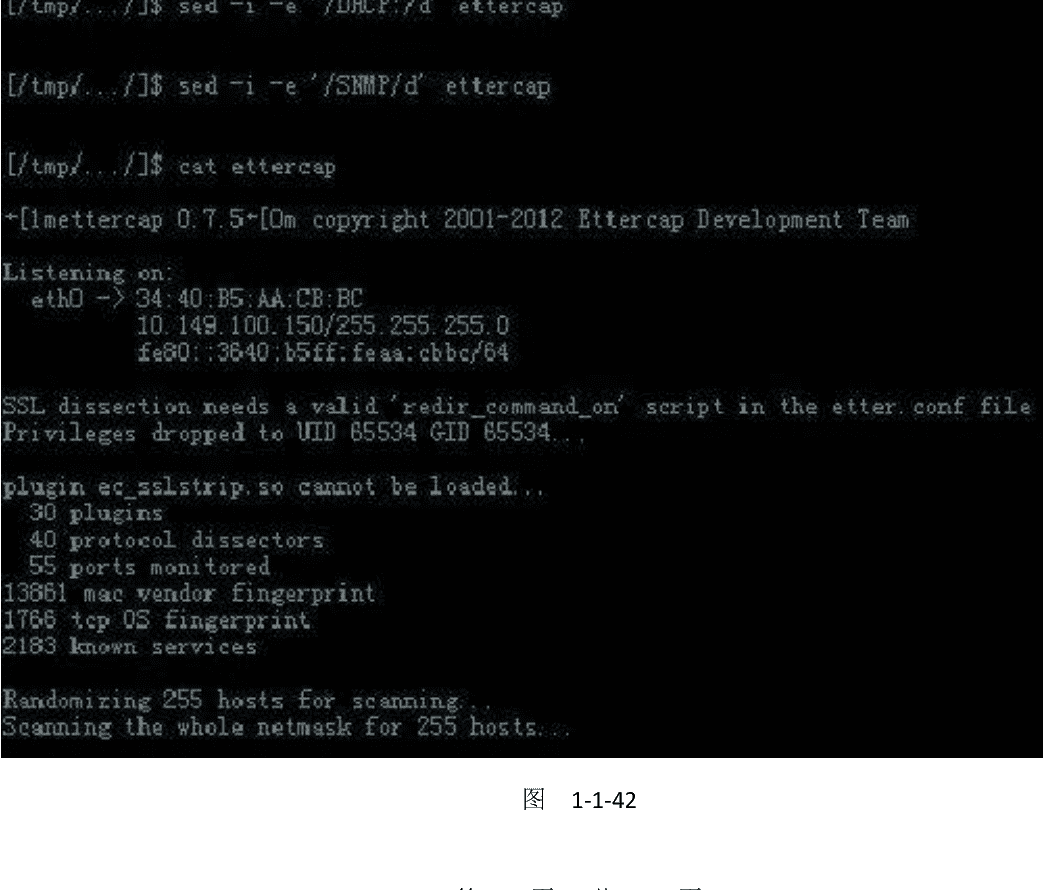 [/tmp/.../]$ sed -i -e '/DHCP:/d' ettercap
[/tmp/.../]$ sed -i -e '/SNMP/d' ettercap
[/tmp/.../]$ cat ettercap
←[1mettercap 0.7.5←[0m copyright 2001-2012 Ettercap Development Team
Listening on:
eth0 -> 34:40:B5:AA:CB:BC
10.149.100.150/255.255.255.0
fe80::3640:b5ff:feaa:cbbc/64
SSL dissection needs a valid 'redir_command_on' script in the etter.conf file
Privileges dropped to UID 65534 GID 65534...
plugin ec_sslstrip.so cannot be loaded...
30 plugins
40 protocol dissectors
55 ports monitored
13861 mac vendor fingerprint
1766 tcp OS fingerprint
2183 known services
Randomizing 255 hosts for scanning...
Scanning the whole netmask for 255 hosts...
图 1-1-42